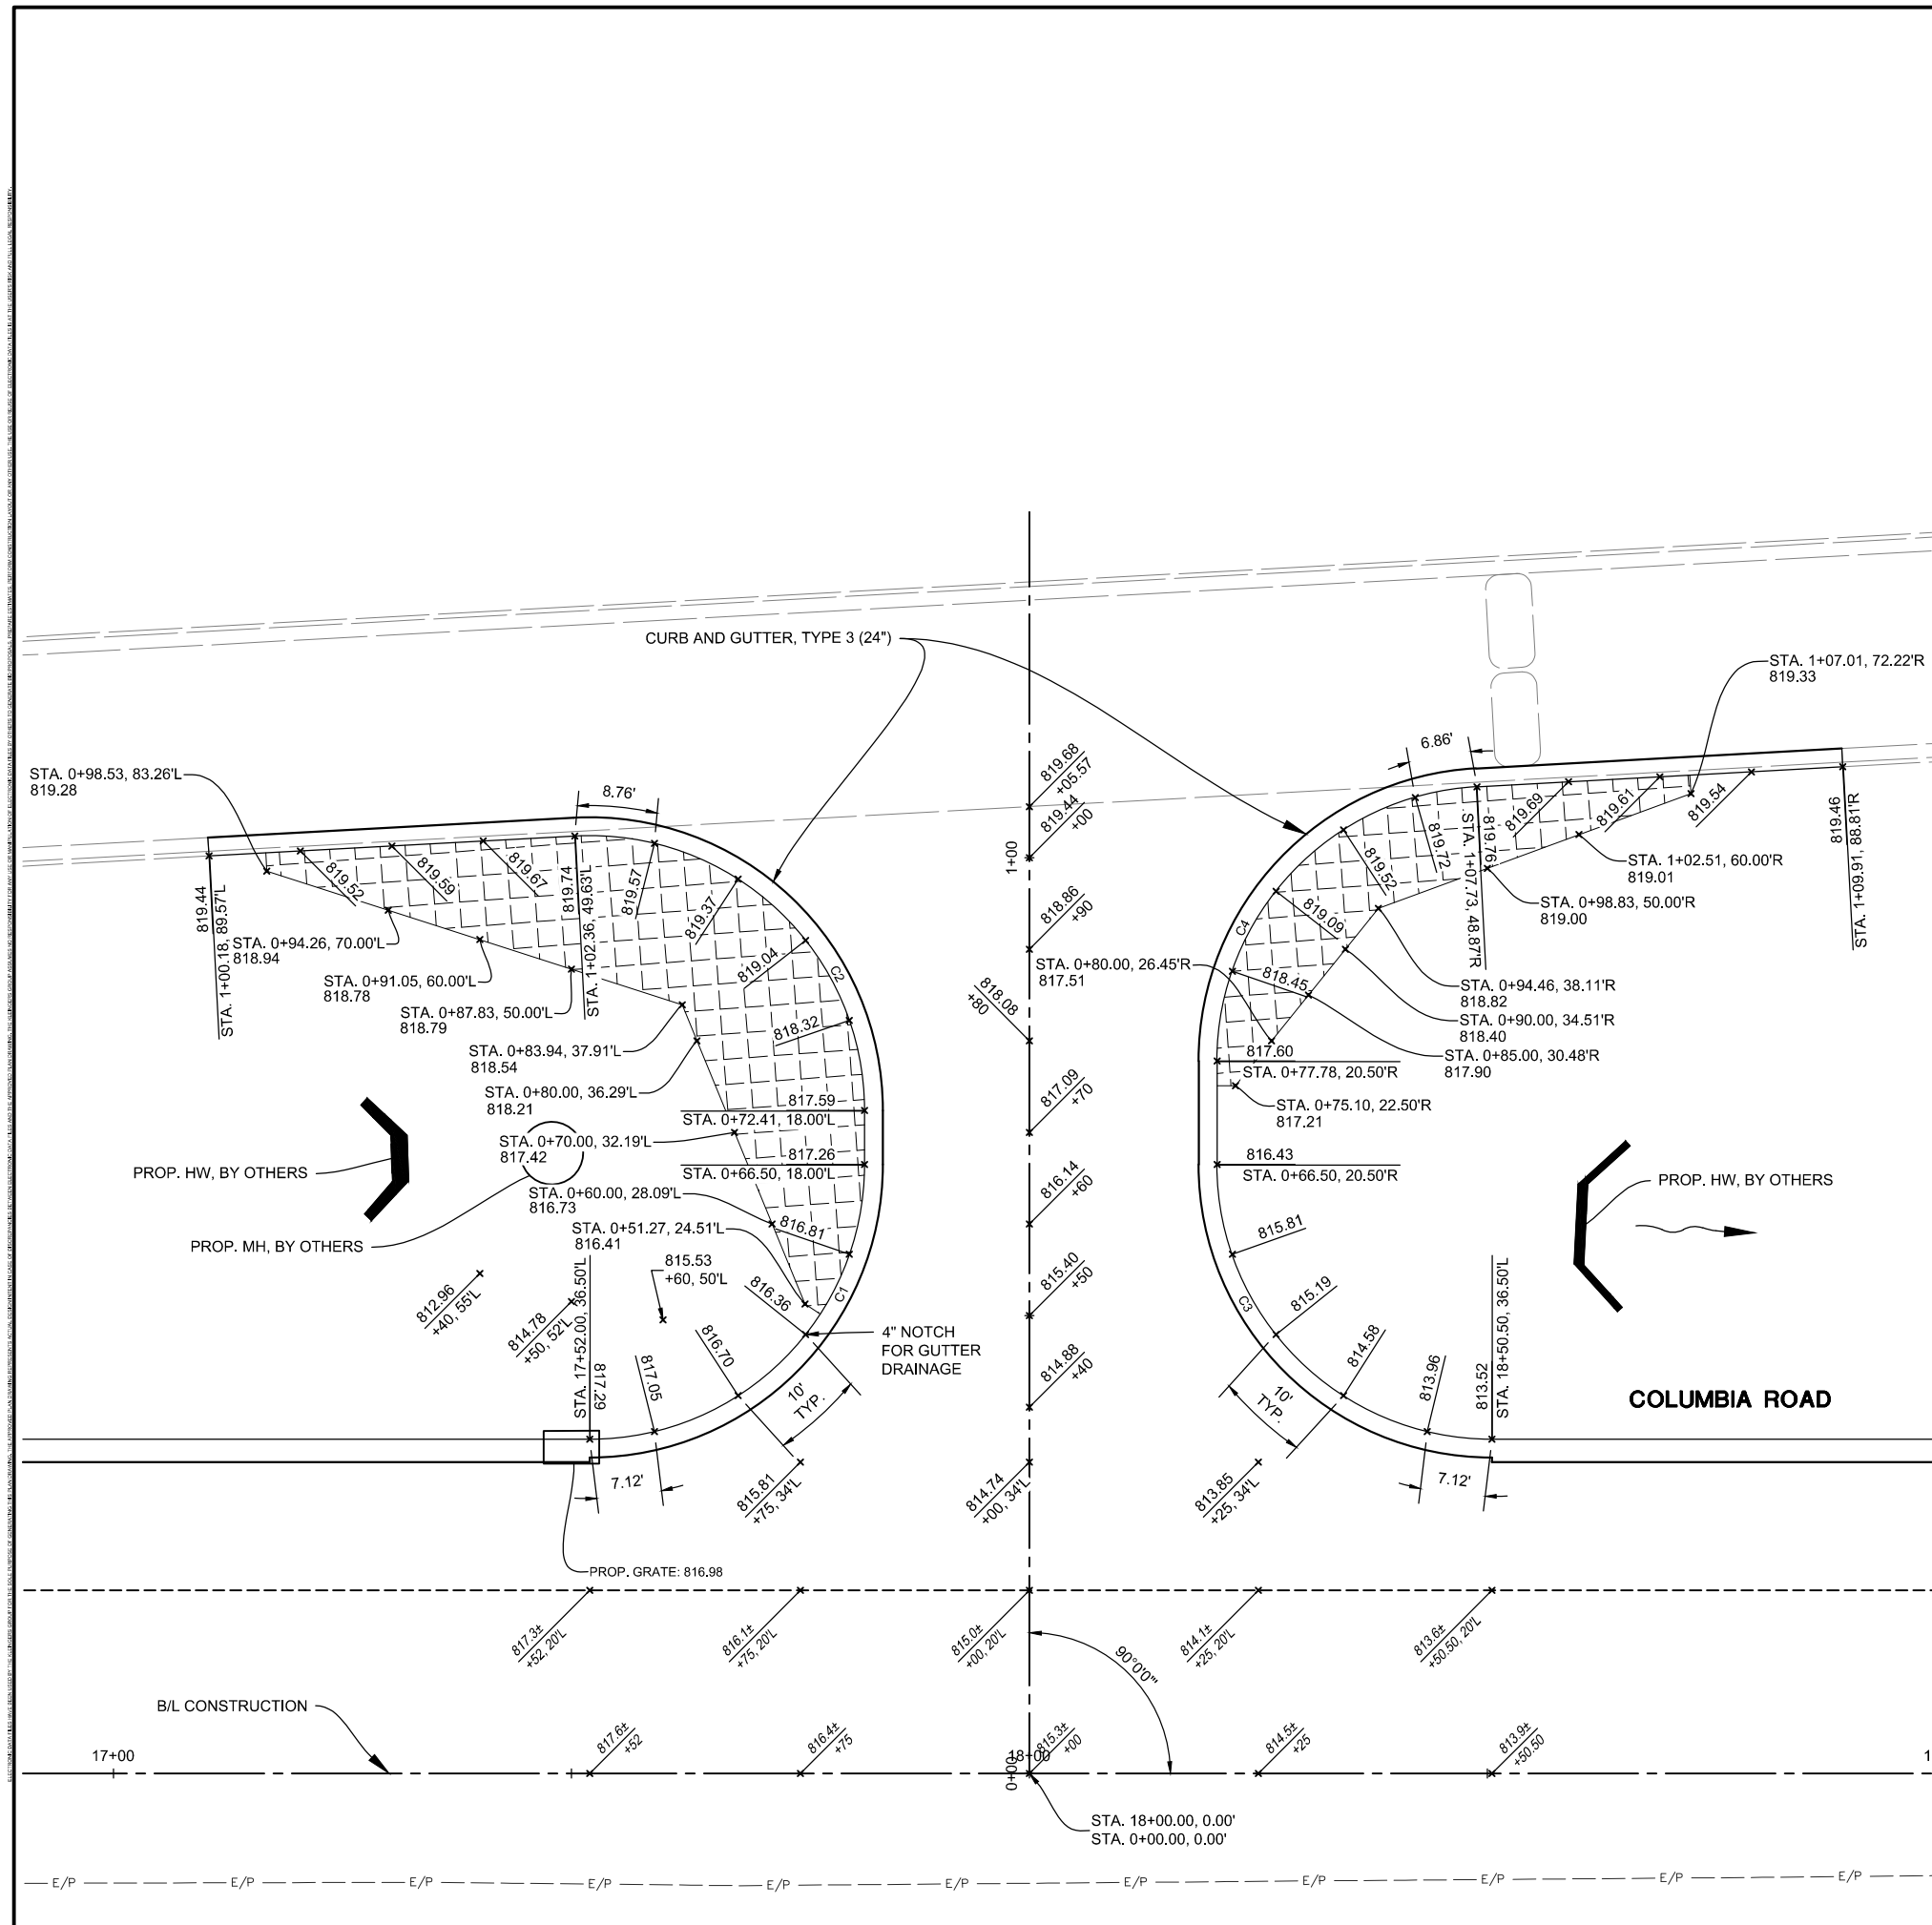 CURB AND GUTTER, TYPE 3 (24")
STA. 1+07.01, 72.22'R
819.33
6.86'
819.68
+05.57
819.44
+00
1+00
STA. 0+98.53, 83.26'L
819.28
8.76'
819.52
819.59
819.67
819.74
STA. 1+02.36, 49.63'L
819.57
819.37
819.04
C2
818.32
819.44
STA. 1+00.18, 89.57'L
STA. 0+94.26, 70.00'L
818.94
STA. 0+91.05, 60.00'L
818.78
STA. 0+87.83, 50.00'L
818.79
STA. 0+83.94, 37.91'L
818.54
STA. 0+80.00, 36.29'L
818.21
817.59
STA. 0+72.41, 18.00'L
STA. 0+70.00, 32.19'L
817.42
817.26
STA. 0+66.50, 18.00'L
STA. 0+60.00, 28.09'L
816.73
816.81
STA. 0+51.27, 24.51'L
816.41
C1
PROP. HW, BY OTHERS
PROP. MH, BY OTHERS
815.53
+60, 50'L
812.96
+40, 55'L
814.78
+50, 52'L
STA. 17+52.00, 36.50'L
817.29
817.05
816.70
816.36
4" NOTCH
FOR GUTTER
DRAINAGE
10'
TYP.
7.12'
PROP. GRATE: 816.98
818.86
+90
818.08
+80
817.09
+70
816.14
+60
815.40
+50
814.88
+40
819.72
819.52
819.09
818.45
C4
819.76
STA. 1+07.73, 48.87'R
819.69
819.61
819.54
819.46
STA. 1+09.91, 88.81'R
STA. 1+02.51, 60.00'R
819.01
STA. 0+98.83, 50.00'R
819.00
STA. 0+94.46, 38.11'R
818.82
STA. 0+90.00, 34.51'R
818.40
STA. 0+85.00, 30.48'R
817.90
STA. 0+80.00, 26.45'R
817.51
817.60
STA. 0+77.78, 20.50'R
STA. 0+75.10, 22.50'R
817.21
816.43
STA. 0+66.50, 20.50'R
815.81
815.19
814.58
813.96
C3
10'
TYP.
7.12'
813.52
STA. 18+50.50, 36.50'L
PROP. HW, BY OTHERS
COLUMBIA ROAD
815.81
+75, 34'L
814.74
+00, 34'L
813.85
+25, 34'L
817.3±
+52, 20'L
816.1±
+75, 20'L
815.0±
+00, 20'L
814.1±
+25, 20'L
813.6±
+50.50, 20'L
90°0'0"
B/L CONSTRUCTION
17+00
817.6±
+52
816.4±
+75
18+00
0+00
815.3±
+00
814.5±
+25
813.9±
+50.50
1
STA. 18+00.00, 0.00'
STA. 0+00.00, 0.00'
E/P E/P E/P E/P E/P E/P E/P E/P E/P E/P E/P